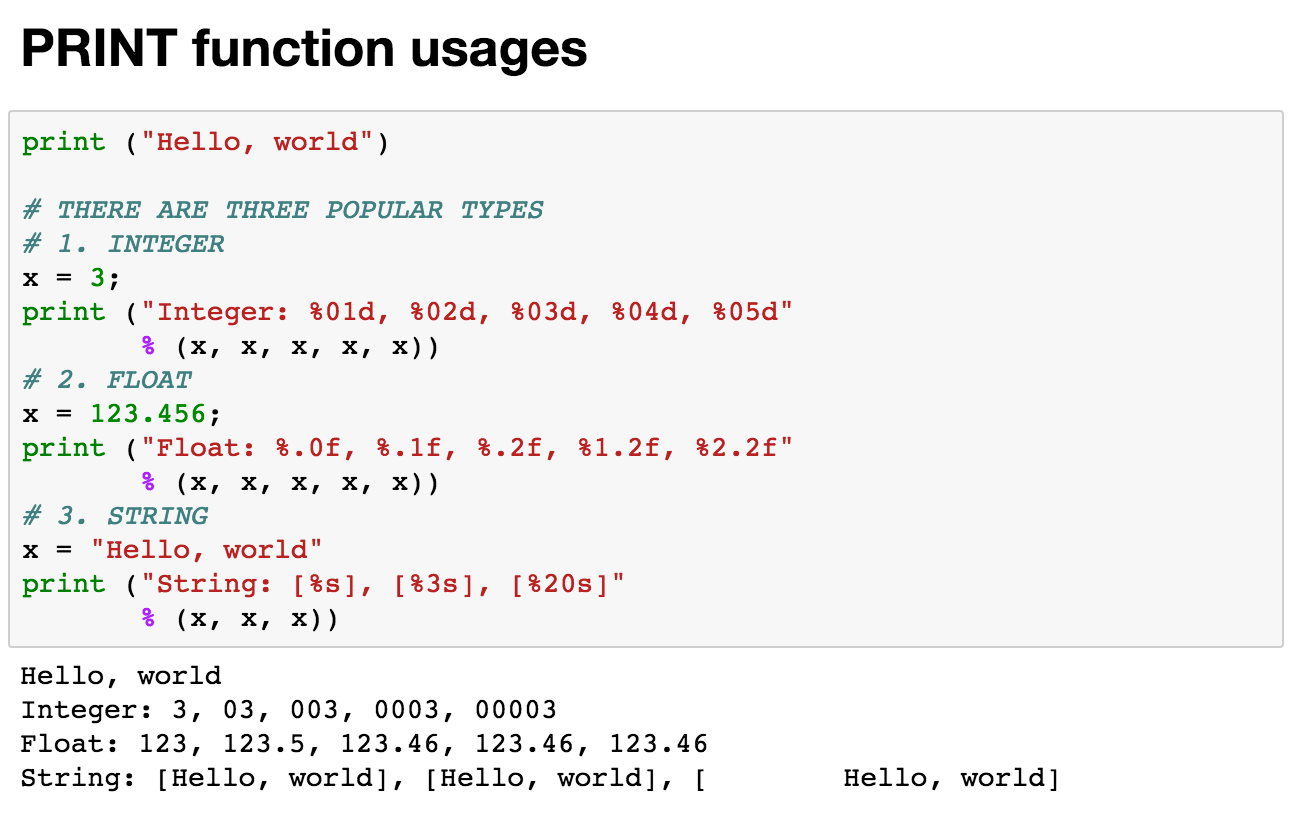 PRINT function usages
print ("Hello, world")
# THERE ARE THREE POPULAR TYPES
# 1. INTEGER
x = 3;
print ("Integer: %01d, %02d, %03d, %04d, %05d"
       % (x, x, x, x, x))
# 2. FLOAT
x = 123.456;
print ("Float: %.0f, %.1f, %.2f, %1.2f, %2.2f"
       % (x, x, x, x, x))
# 3. STRING
x = "Hello, world"
print ("String: [%s], [%3s], [%20s]"
       % (x, x, x))
Hello, world
Integer: 3, 03, 003, 0003, 00003
Float: 123, 123.5, 123.46, 123.46, 123.46
String: [Hello, world], [Hello, world], [        Hello, world]